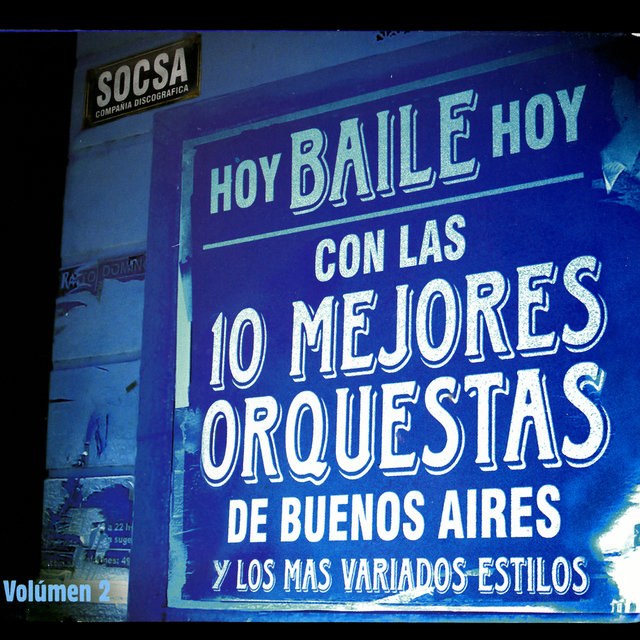 SOCSA
COMPAÑIA DISCOGRAFICA
HOY BAILE HOY
CON LAS
10 MEJORES
ORQUESTAS
DE BUENOS AIRES
Y LOS MAS VARIADOS ESTILOS
Volúmen 2